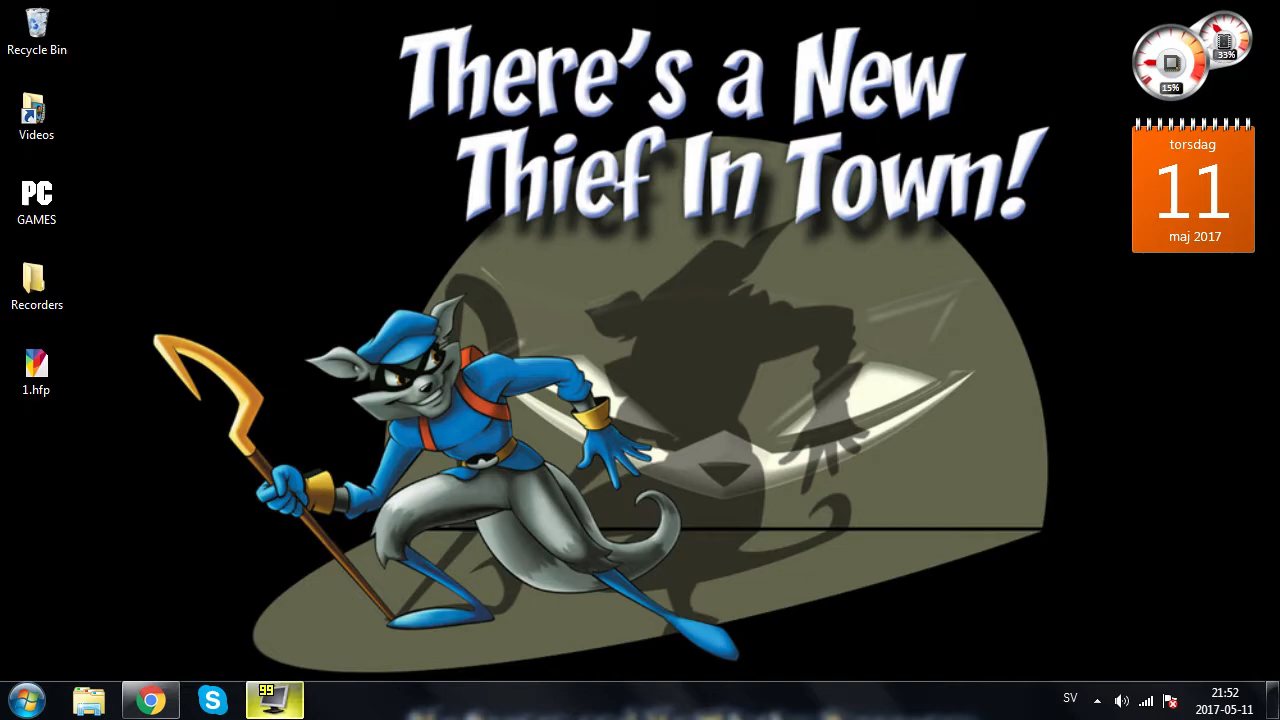 There's a New
Thief In Town!
Recycle Bin
Videos
PC
GAMES
Recorders
1.hfp
15%
33%
torsdag
11
maj 2017
99
SV
21:52
2017-05-11